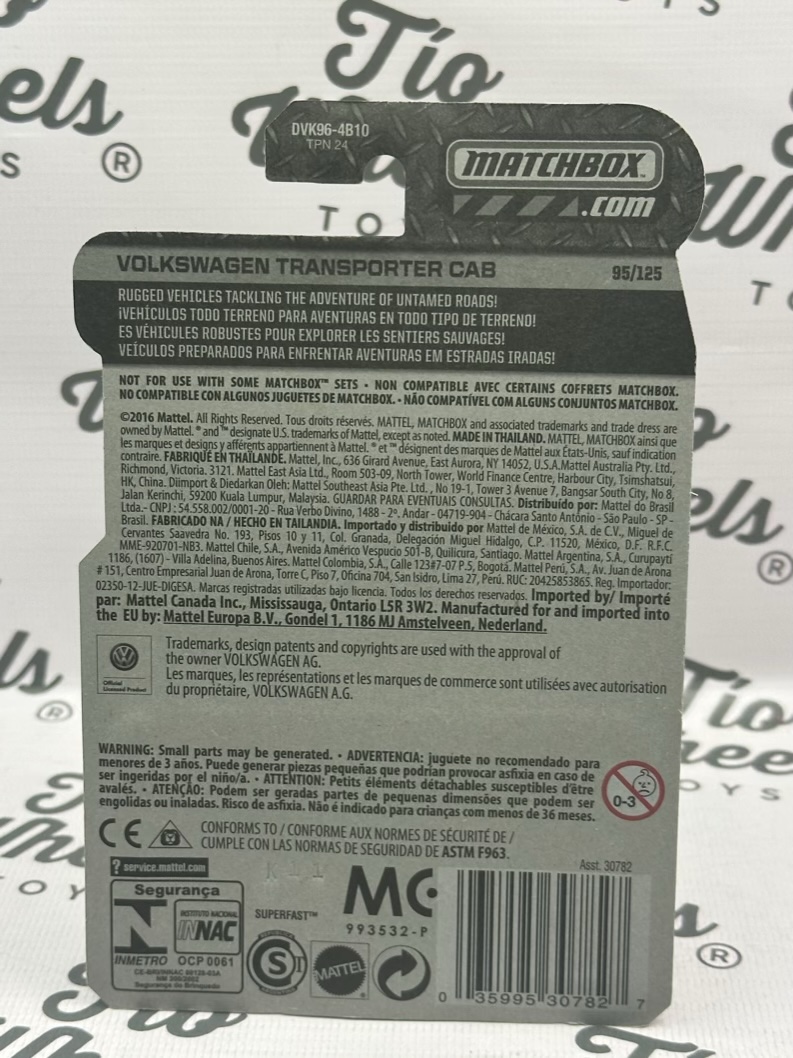 Tío
els
Wh
OYS
S
®
T O
T
DVK96-4B10
TPN 24
MATCHBOX™
.com
VOLKSWAGEN TRANSPORTER CAB 95/125
RUGGED VEHICLES TACKLING THE ADVENTURE OF UNTAMED ROADS!
¡VEHÍCULOS TODO TERRENO PARA AVENTURAS EN TODO TIPO DE TERRENO!
ES VÉHICULES ROBUSTES POUR EXPLORER LES SENTIERS SAUVAGES!
VEÍCULOS PREPARADOS PARA ENFRENTAR AVENTURAS EM ESTRADAS IRADAS!
NOT FOR USE WITH SOME MATCHBOX™ SETS • NON COMPATIBLE AVEC CERTAINS COFFRETS MATCHBOX.
NO COMPATIBLE CON ALGUNOS JUGUETES DE MATCHBOX. • NÃO COMPATÍVEL COM ALGUNS CONJUNTOS MATCHBOX.
©2016 Mattel. All Rights Reserved. Tous droits réservés. MATTEL, MATCHBOX and associated trademarks and trade dress are
owned by Mattel. ® and ™ designate U.S. trademarks of Mattel, except as noted. MADE IN THAILAND. MATTEL, MATCHBOX ainsi que
les marques et designs y afférents appartiennent à Mattel. ® et ™ désignent des marques de Mattel aux États-Unis, sauf indication
contraire. FABRIQUÉ EN THAÏLANDE. Mattel, Inc., 636 Girard Avenue, East Aurora, NY 14052, U.S.A. Mattel Australia Pty. Ltd.,
Richmond, Victoria. 3121. Mattel East Asia Ltd., Room 503-09, North Tower, World Finance Centre, Harbour City, Tsimshatsui,
HK, China. Diimport & Diedarkan Oleh: Mattel Southeast Asia Pte. Ltd. , No 19-1, Tower 3 Avenue 7, Bangsar South City, No 8,
Jalan Kerinchi, 59200 Kuala Lumpur, Malaysia. GUARDAR PARA EVENTUAIS CONSULTAS. Distribuído por: Mattel do Brasil
Ltda.- CNPJ : 54.558.002/0001-20 - Rua Verbo Divino, 1488 - 2º. Andar - 04719-904 - Chácara Santo Antônio - São Paulo - SP -
Brasil. FABRICADO NA / HECHO EN TAILANDIA. Importado y distribuido por Mattel de México, S.A. de C.V., Miguel de
Cervantes Saavedra No. 193, Pisos 10 y 11, Col. Granada, Delegación Miguel Hidalgo, C.P. 11520, México, D.F. R.F.C.
MME-920701-NB3. Mattel Chile, S.A., Avenida Américo Vespucio 501-B, Quilicura, Santiago. Mattel Argentina, S.A., Curupaytí
1186, (1607) - Villa Adelina, Buenos Aires. Mattel Colombia, S.A., Calle 123#7-07 P.5, Bogotá. Mattel Perú, S.A., Av. Juan de Arona
# 151, Centro Empresarial Juan de Arona, Torre C, Piso 7, Oficina 704, San Isidro, Lima 27, Perú. RUC: 20425853865. Reg. Importador:
02350-12-JUE-DIGESA. Marcas registradas utilizadas bajo licencia. Todos los derechos reservados. Imported by/ Importé
par: Mattel Canada Inc., Mississauga, Ontario L5R 3W2. Manufactured for and imported into
the EU by: Mattel Europa B.V., Gondel 1, 1186 MJ Amstelveen, Nederland.
Official
Licensed Product
Trademarks, design patents and copyrights are used with the approval of
the owner VOLKSWAGEN AG.
Les marques, les représentations et les marques de commerce sont utilisées avec autorisation
du propriétaire, VOLKSWAGEN A.G.
WARNING: Small parts may be generated. • ADVERTENCIA: juguete no recomendado para
menores de 3 años. Puede generar piezas pequeñas que podrían provocar asfixia en caso de
ser ingeridas por el niño/a. • ATTENTION: Petits éléments détachables susceptibles d'être
avalés. • ATENÇÃO: Podem ser geradas partes de pequenas dimensões que podem ser
engolidas ou inaladas. Risco de asfixia. Não é indicado para crianças com menos de 36 meses.
0-3
CE
CONFORMS TO / CONFORME AUX NORMES DE SÉCURITÉ DE /
CUMPLE CON LAS NORMAS DE SEGURIDAD DE ASTM F963.
? service.mattel.com
Asst. 30782
Segurança
INSTITUTO NACIONAL
INNAC
INMETRO OCP 0061
SUPERFAST™
MC
993532-P
S
MATTEL
0 35995 30782 7